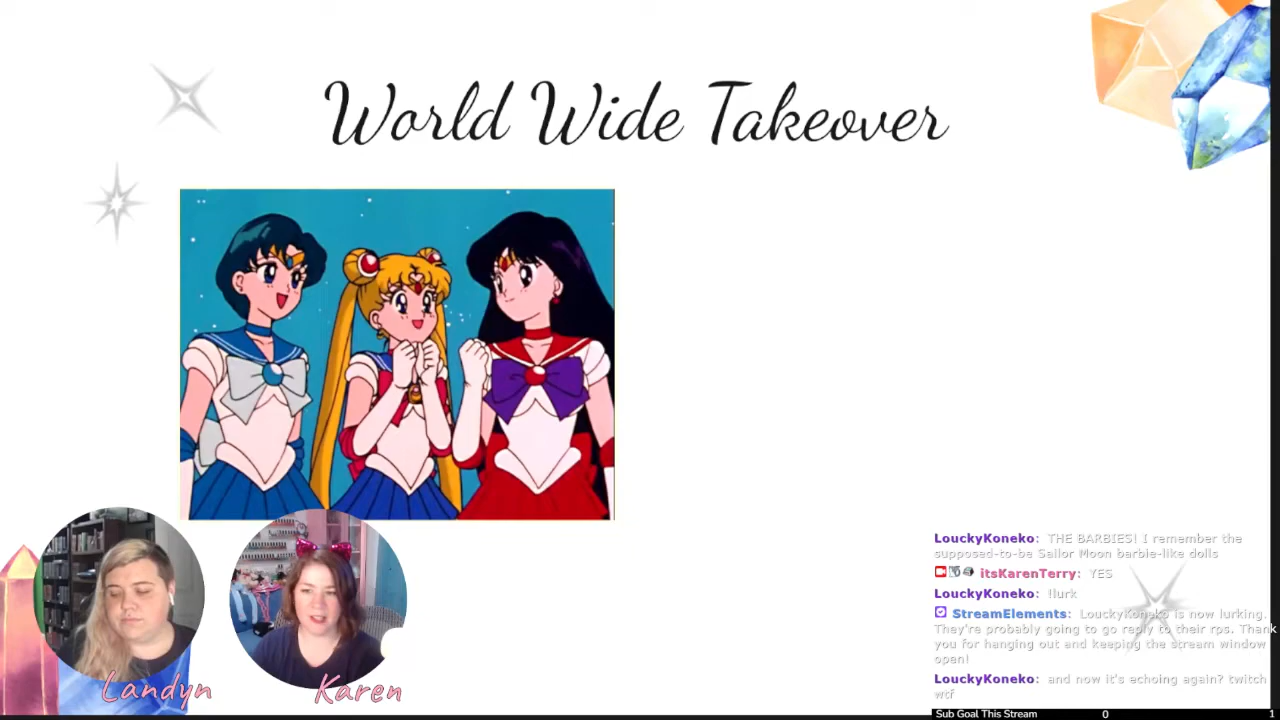 World Wide Takeover
LouckyKoneko: THE BARBIES! I remember the
supposed-to-be Sailor Moon barbie-like dolls
itsKarenTerry: YES
LouckyKoneko: !lurk
StreamElements: LouckyKoneko is now lurking.
They're probably going to go reply to their rps. Thank
you for hanging out and keeping the stream window
open!
LouckyKoneko: and now it's echoing again? twitch
wtf
Landyn
Karen
Sub Goal This Stream 0 1